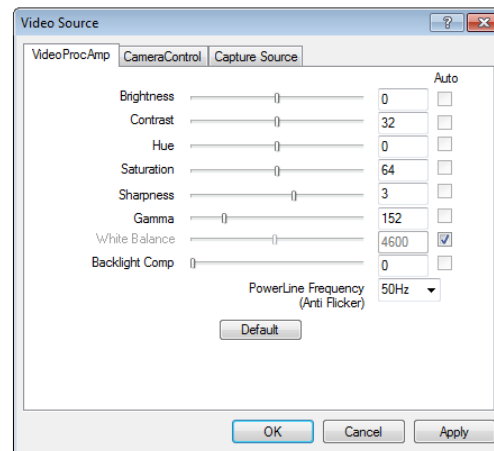 Video Source
VideoProcAmp CameraControl Capture Source
Auto
Brightness 0
Contrast 32
Hue 0
Saturation 64
Sharpness 3
Gamma 152
White Balance 4600
Backlight Comp 0
PowerLine Frequency 50Hz
(Anti Flicker)
Default
OK Cancel Apply